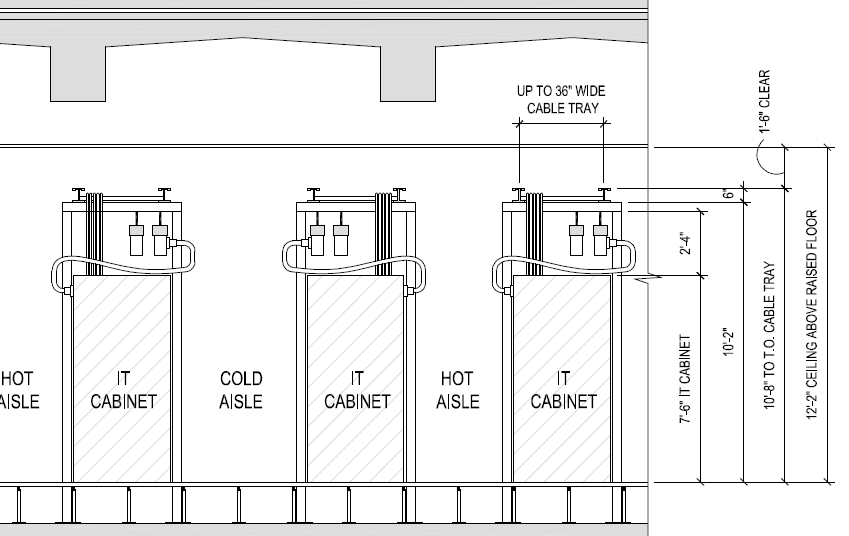 UP TO 36" WIDE
CABLE TRAY
1'-6" CLEAR
6"
2'-4"
7'-6" IT CABINET
10'-2"
10'-8" TO T.O. CABLE TRAY
12'-2" CEILING ABOVE RAISED FLOOR
HOT
AISLE
IT
CABINET
COLD
AISLE
IT
CABINET
HOT
AISLE
IT
CABINET